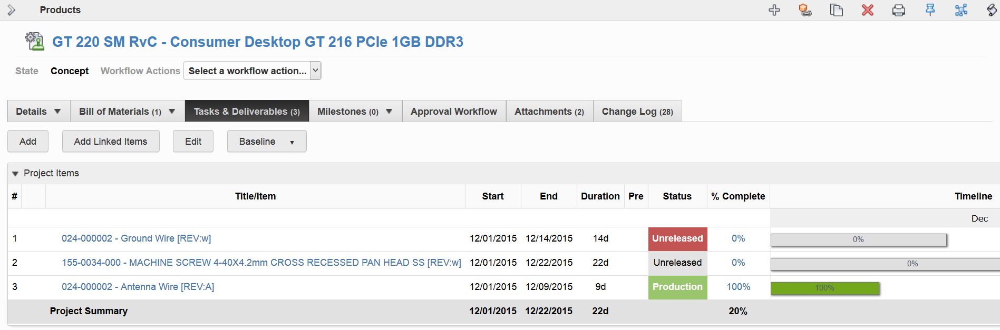 Products
GT 220 SM RvC - Consumer Desktop GT 216 PCIe 1GB DDR3
State Concept Workflow Actions Select a workflow action...
Details Bill of Materials (1) Tasks & Deliverables (3) Milestones (0) Approval Workflow Attachments (2) Change Log (28)
Add Add Linked Items Edit Baseline
Project Items
# Title/Item Start End Duration Pre Status % Complete Timeline
Dec
1 024-000002 - Ground Wire [REV:w] 12/01/2015 12/14/2015 14d Unreleased 0% 0%
2 155-0034-000 - MACHINE SCREW 4-40X4.2mm CROSS RECESSED PAN HEAD SS [REV:w] 12/01/2015 12/22/2015 22d Unreleased 0% 0%
3 024-000002 - Antenna Wire [REV:A] 12/01/2015 12/09/2015 9d Production 100% 100%
Project Summary 12/01/2015 12/22/2015 22d 20%